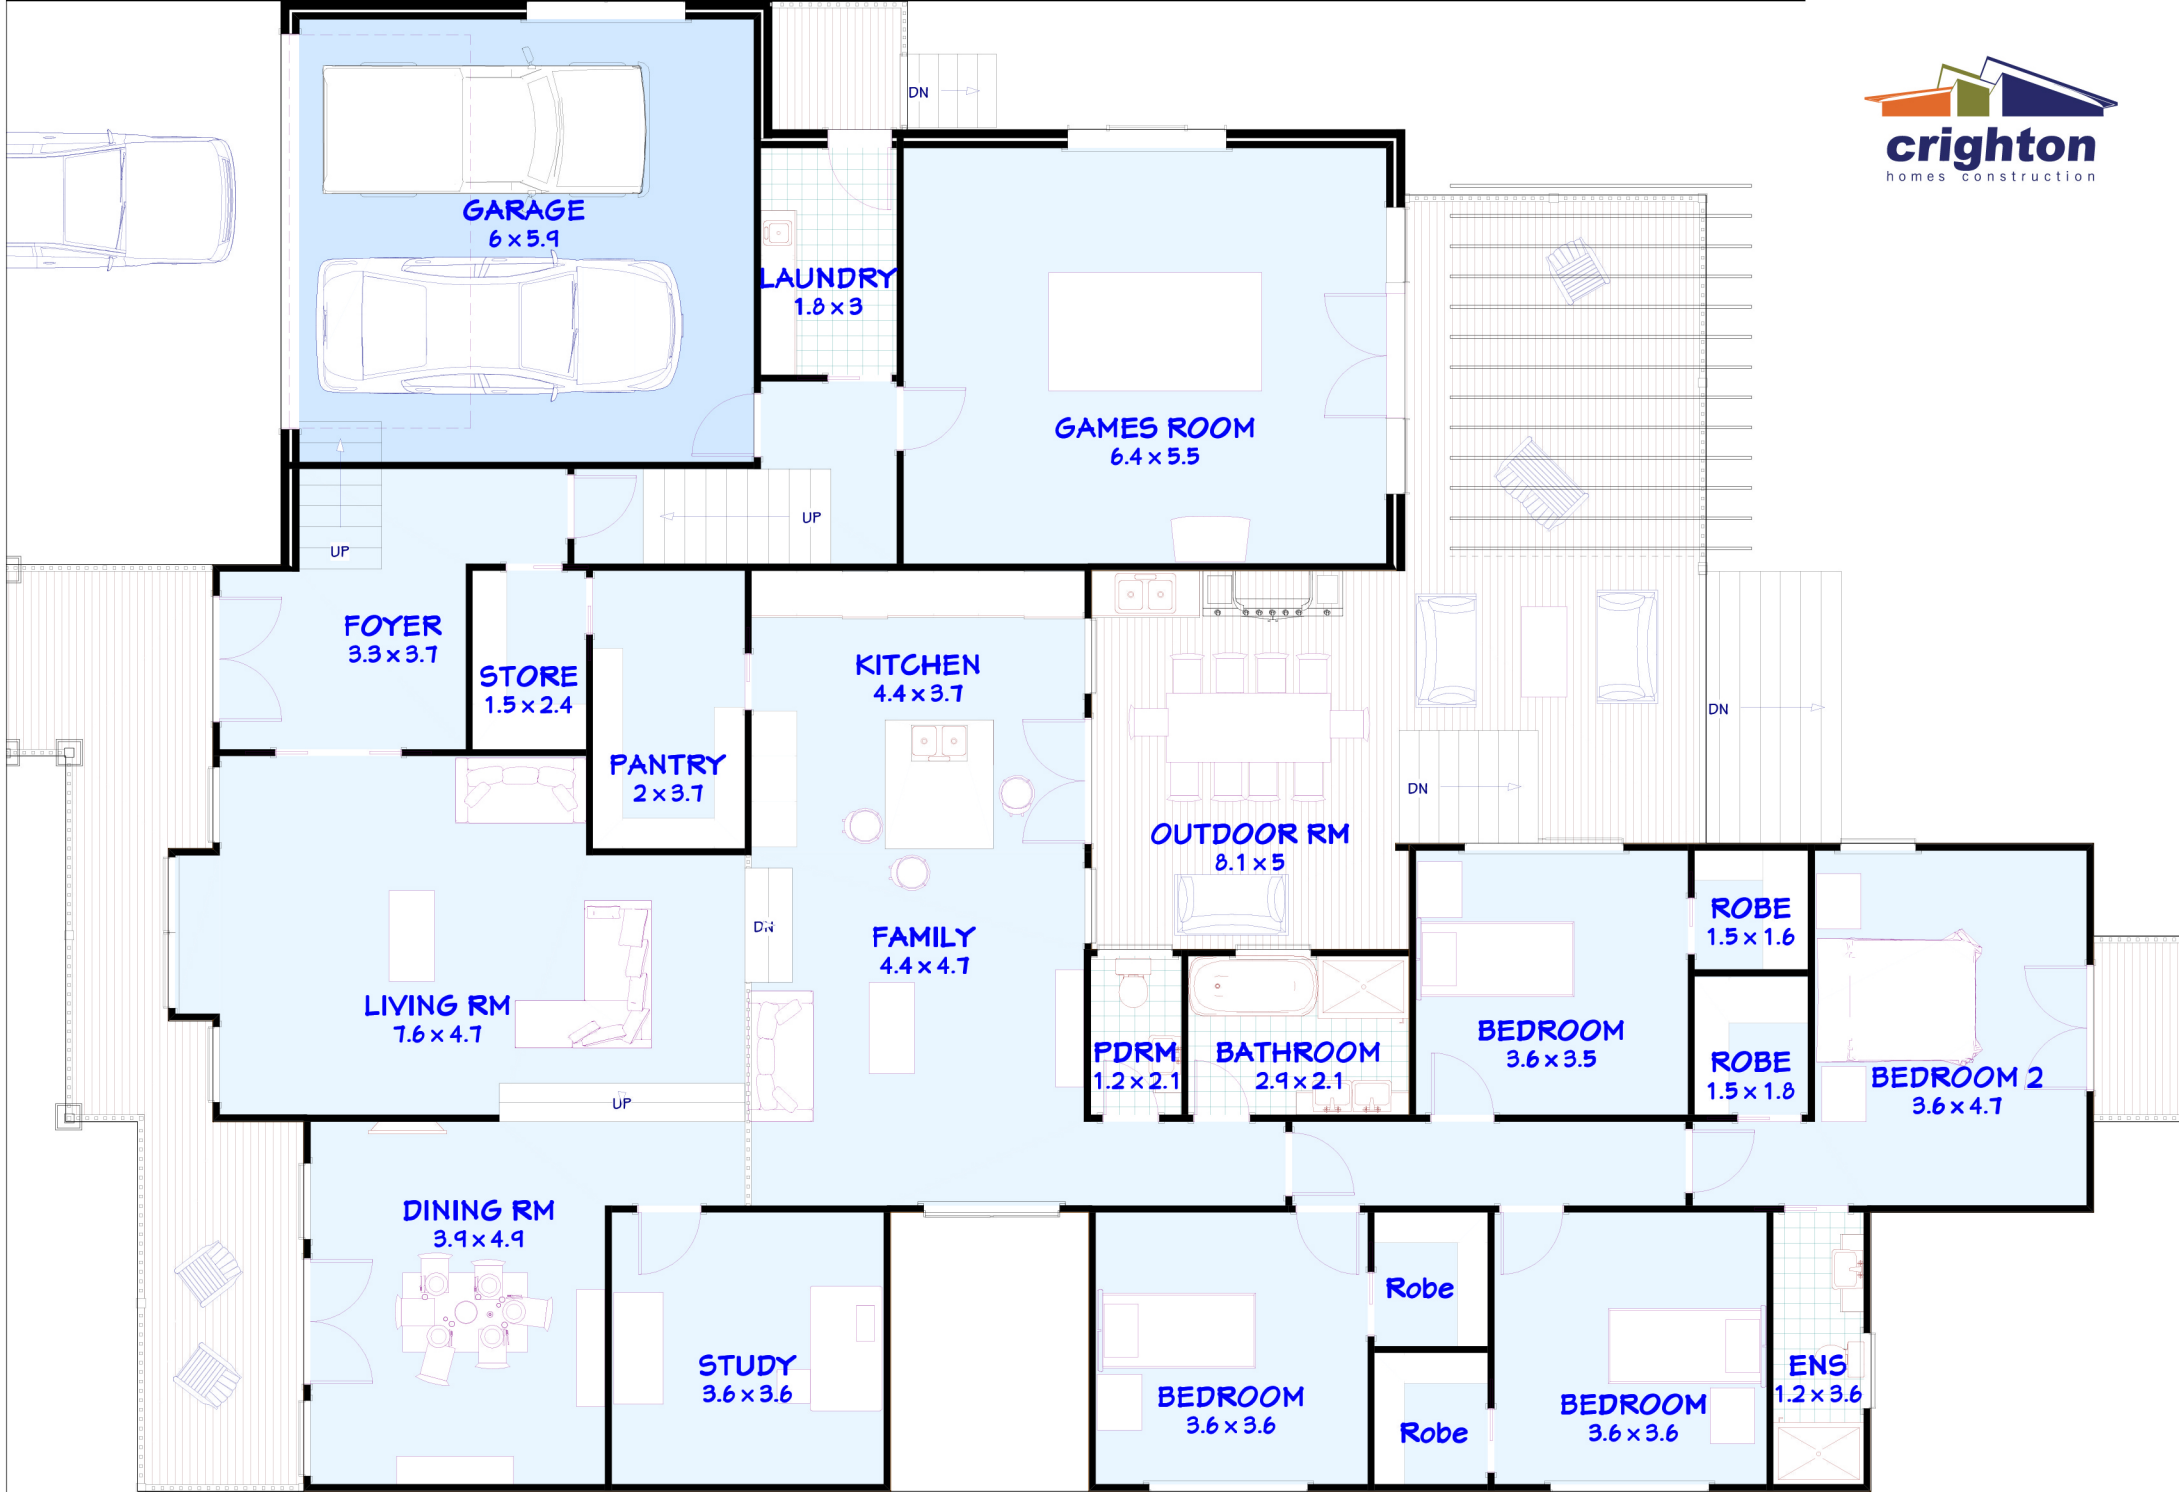 crighton
homes construction
DN
GARAGE
6 x 5.9
LAUNDRY
1.8 x 3
GAMES ROOM
6.4 x 5.5
UP
UP
FOYER
3.3 x 3.7
STORE
1.5 x 2.4
PANTRY
2 x 3.7
KITCHEN
4.4 x 3.7
OUTDOOR RM
8.1 x 5
DN
DN
DN
FAMILY
4.4 x 4.7
LIVING RM
7.6 x 4.7
UP
PDRM
1.2 x 2.1
BATHROOM
2.9 x 2.1
BEDROOM
3.6 x 3.5
ROBE
1.5 x 1.6
ROBE
1.5 x 1.8
BEDROOM 2
3.6 x 4.7
DINING RM
3.9 x 4.9
STUDY
3.6 x 3.6
BEDROOM
3.6 x 3.6
Robe
Robe
BEDROOM
3.6 x 3.6
ENS
1.2 x 3.6